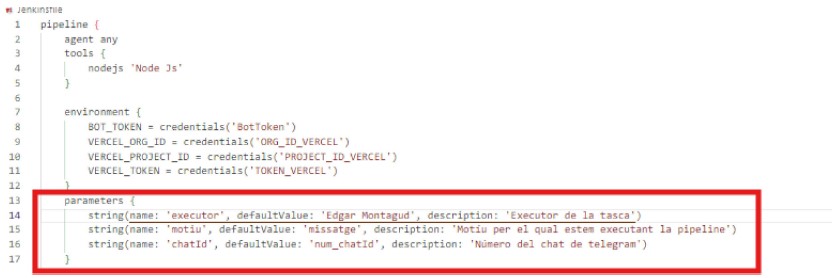 Jenkinsfile
1 pipeline {
2 agent any
3 tools {
4 nodejs 'Node Js'
5 }
6
7 environment {
8 BOT_TOKEN = credentials('BotToken')
9 VERCEL_ORG_ID = credentials('ORG_ID_VERCEL')
10 VERCEL_PROJECT_ID = credentials('PROJECT_ID_VERCEL')
11 VERCEL_TOKEN = credentials('TOKEN_VERCEL')
12 }
13 parameters {
14 string(name: 'executor', defaultValue: 'Edgar Montagud', description: 'Executor de la tasca')
15 string(name: 'motiu', defaultValue: 'missatge', description: 'Motíu per el qual estem executant la pipeline')
16 string(name: 'chatId', defaultValue: 'num_chatId', description: 'Número del chat de telegram')
17 }